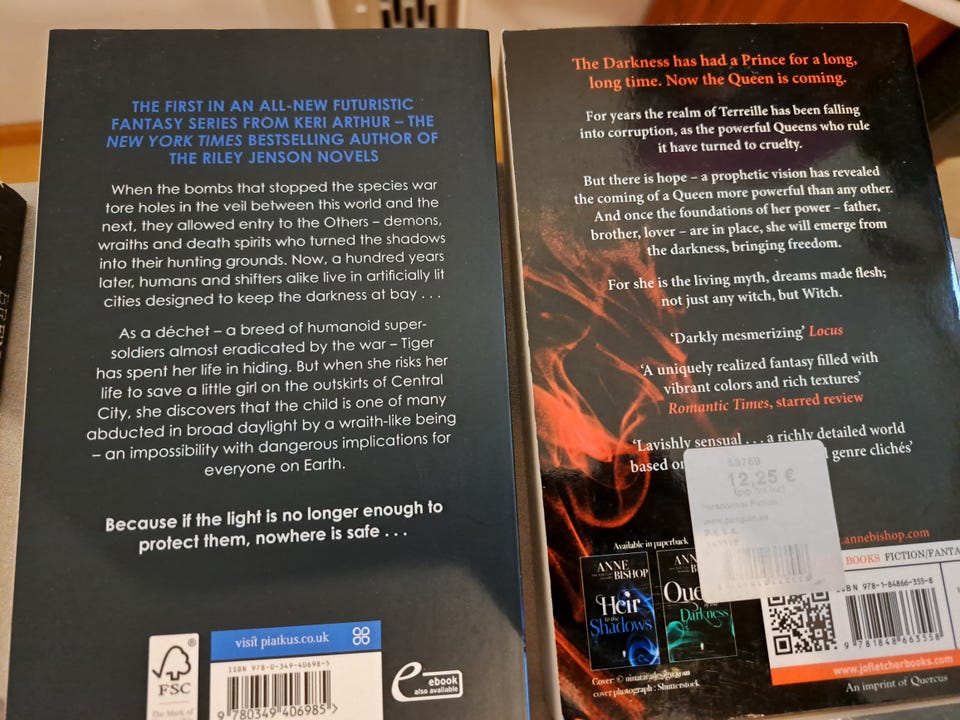 THE FIRST IN AN ALL-NEW FUTURISTIC
FANTASY SERIES FROM KERI ARTHUR – THE
NEW YORK TIMES BESTSELLING AUTHOR OF
THE RILEY JENSON NOVELS
When the bombs that stopped the species war
tore holes in the veil between this world and the
next, they allowed entry to the Others – demons,
wraiths and death spirits who turned the shadows
into their hunting grounds. Now, a hundred years
later, humans and shifters alike live in artificially lit
cities designed to keep the darkness at bay . . .
As a déchet – a breed of humanoid super-
soldiers almost eradicated by the war – Tiger
has spent her life in hiding. But when she risks her
life to save a little girl on the outskirts of Central
City, she discovers that the child is one of many
abducted in broad daylight by a wraith-like being
– an impossibility with dangerous implications for
everyone on Earth.
Because if the light is no longer enough to
protect them, nowhere is safe . . .
FSC
The Mark of
visit piatkus.co.uk
ISBN 978-0-349-40698-5
9 780349 406985 >
ebook
also available
The Darkness has had a Prince for a long,
long time. Now the Queen is coming.
For years the realm of Terreille has been falling
into corruption, as the powerful Queens who rule
it have turned to cruelty.
But there is hope – a prophetic vision has revealed
the coming of a Queen more powerful than any other.
And once the foundations of her power – father,
brother, lover – are in place, she will emerge from
the darkness, bringing freedom.
For she is the living myth, dreams made flesh;
not just any witch, but Witch.
‘Darkly mesmerizing’ Locus
‘A uniquely realized fantasy filled with
vibrant colors and rich textures’
Romantic Times, starred review
‘Lavishly sensual . . . a richly detailed world
based on genre clichés’
12,25 €
Available in paperback
ANNE
BISHOP
Heir
to the
Shadows
Darkness
.annebishop.com
BOOKS FICTION/FANTA
BN 978-1-84866-355-8
9 781848 663558
www.jofletcherbooks.com
An imprint of Quercus
Cover: © nisaratadesign.com
cover photograph : Shutterstock